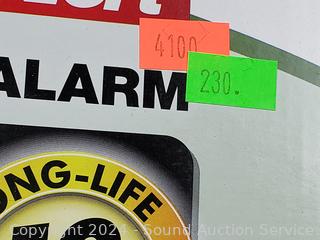 4100
230.
ALARM
ONG-LIFE
Copyright 2024 - Sound Auction Service